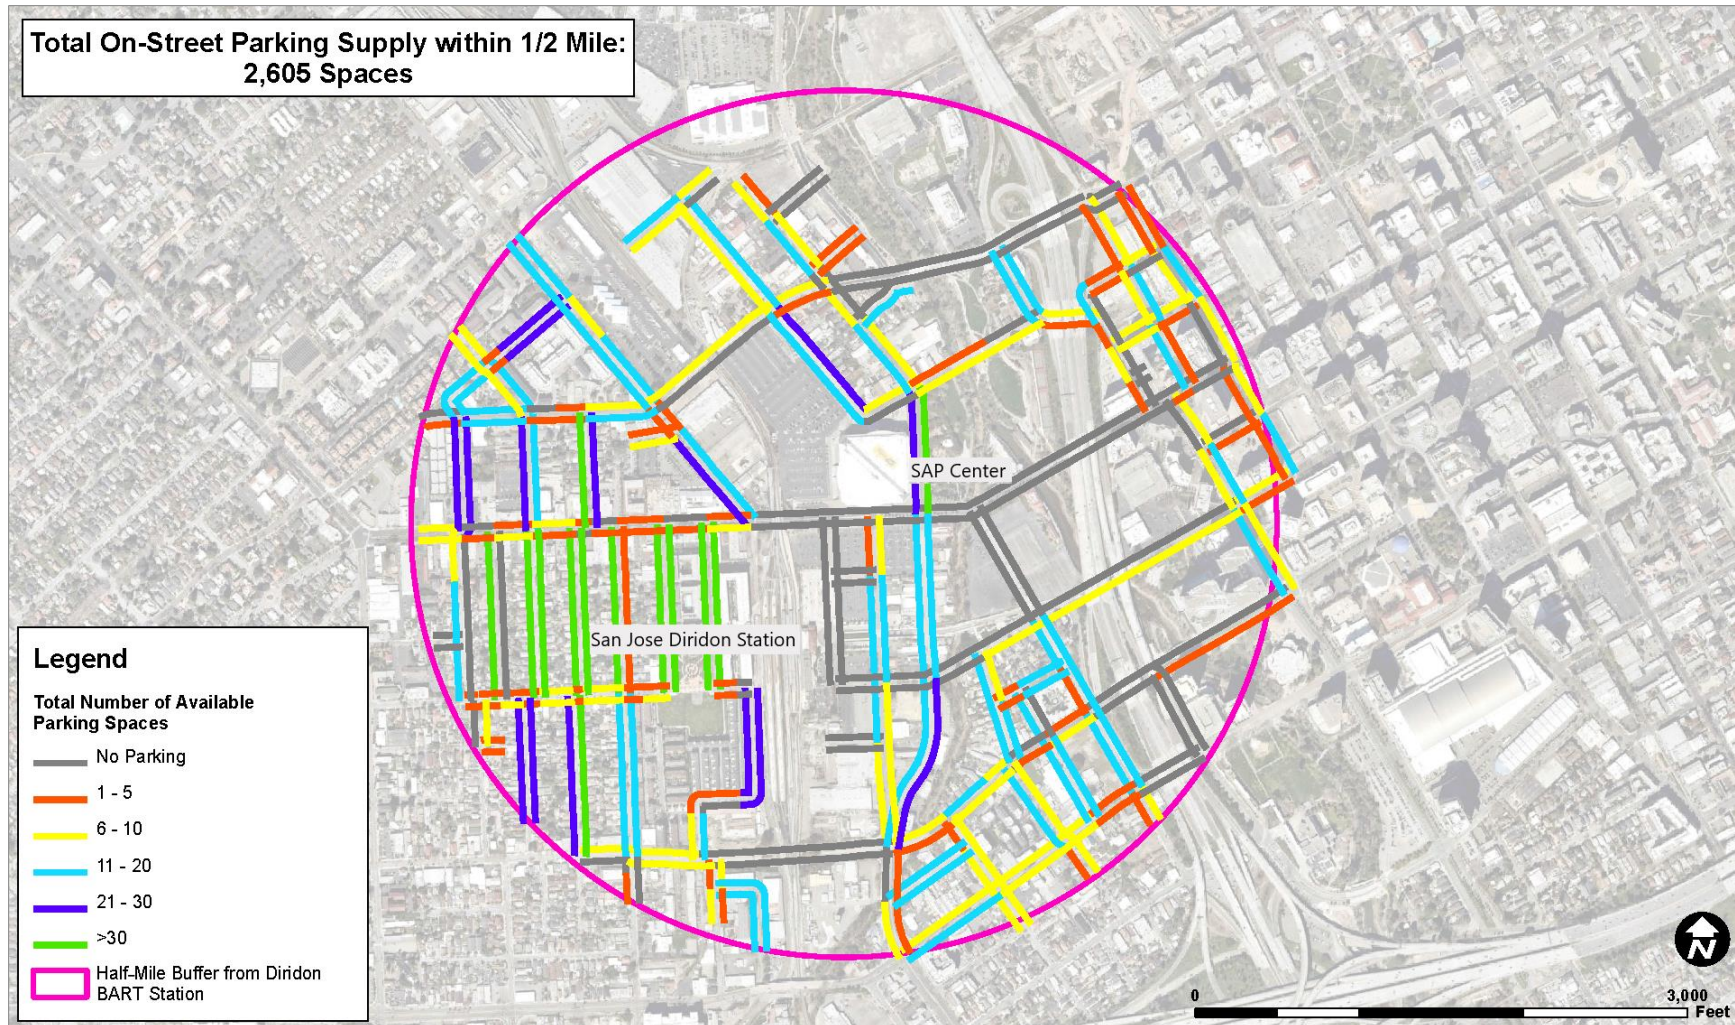 Total On-Street Parking Supply within 1/2 Mile:
2,605 Spaces
SAP Center
San Jose Diridon Station
Legend
Total Number of Available
Parking Spaces
No Parking
1 - 5
6 - 10
11 - 20
21 - 30
>30
Half-Mile Buffer from Diridon
BART Station
N
0
3,000
Feet